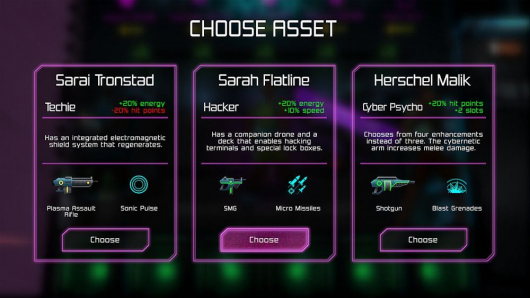 CHOOSE ASSET
Sarai Tronstad
Techie
+20% energy
-20% hit points
Has an integrated electromagnetic
shield system that regenerates.
Plasma Assault
Rifle
Sonic Pulse
Choose
Sarah Flatline
Hacker
+20% energy
+10% speed
Has a companion drone and a
deck that enables hacking
terminals and special lock boxes.
SMG
Micro Missiles
Choose
Herschel Malik
Cyber Psycho
+20% hit points
+2 slots
Chooses from four enhancements
instead of three. The cybernetic
arm increases melee damage.
Shotgun
Blast Grenades
Choose